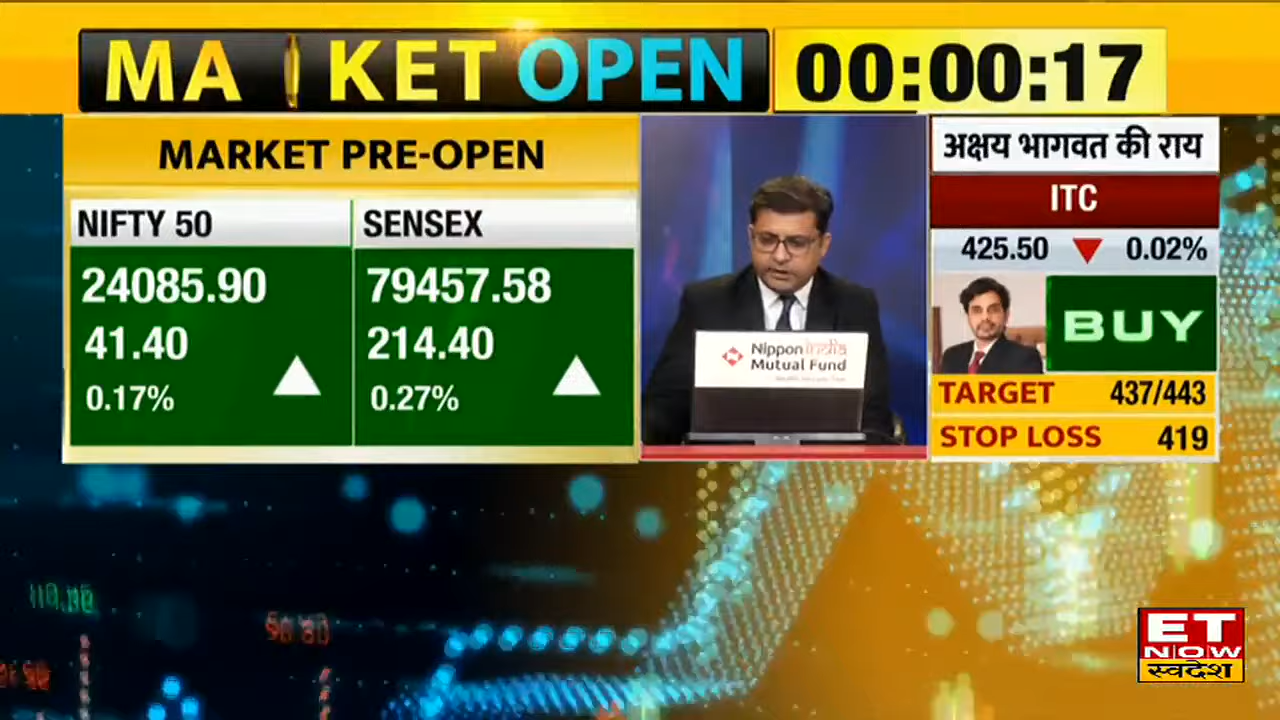 MA KET OPEN
00:00:17
MARKET PRE-OPEN
NIFTY 50
24085.90
41.40
0.17%
SENSEX
79457.58
214.40
0.27%
Nippon india
Mutual Fund
अक्षय भागवत की राय
ITC
425.50 0.02%
BUY
TARGET 437/443
STOP LOSS 419
ET
NOW
स्वदेश